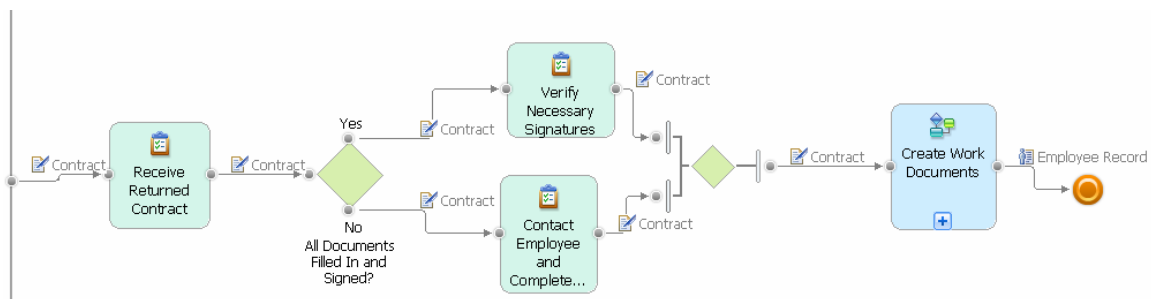 Contract
Receive
Returned
Contract
Contract
Yes
No
All Documents
Filled In and
Signed?
Contract
Verify
Necessary
Signatures
Contract
Contract
Contact
Employee
and
Complete...
Contract
Contract
Create Work
Documents
Employee Record